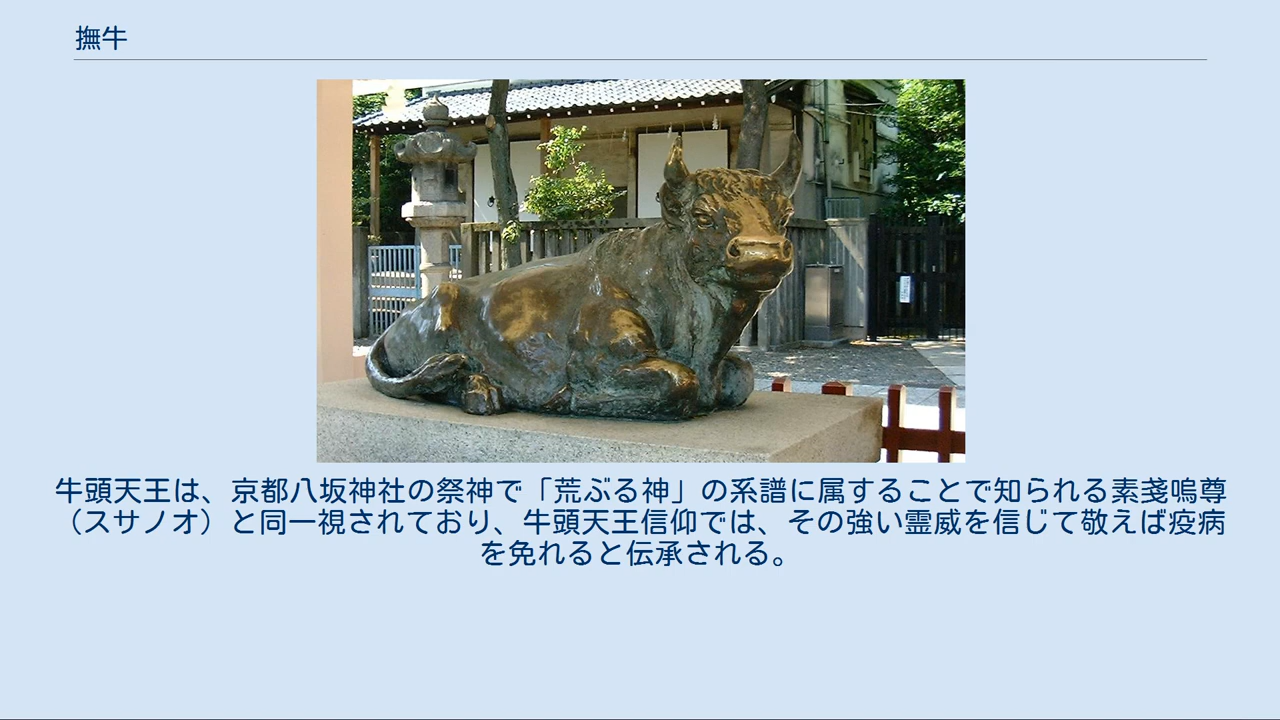 撫牛
牛頭天王は、京都八坂神社の祭神で「荒ぶる神」の系譜に属することで知られる素戔嗚尊
（スサノオ）と同一視されており、牛頭天王信仰では、その強い霊威を信じて敬えば疫病
を免れると伝承される。